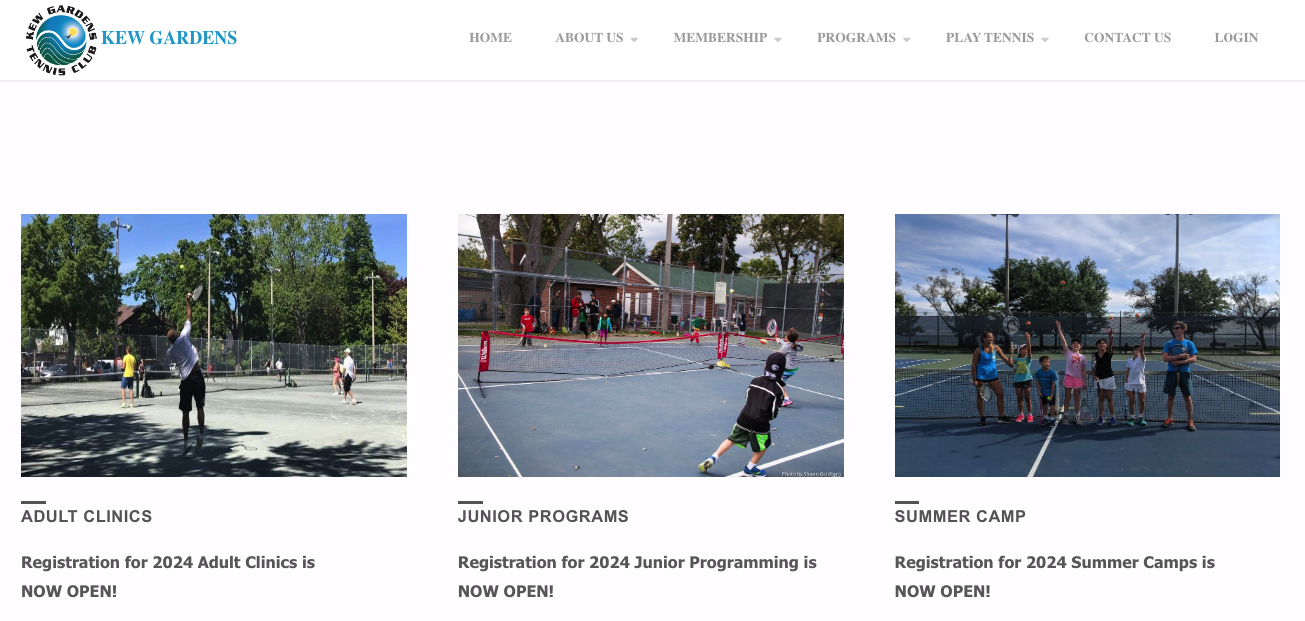 KEW GARDENS
TENNIS CLUB
KEW GARDENS
HOME ABOUT US MEMBERSHIP PROGRAMS PLAY TENNIS CONTACT US LOGIN
Wilson
Photo by Shawn Goldberg
ADULT CLINICS
JUNIOR PROGRAMS
SUMMER CAMP
Registration for 2024 Adult Clinics is
NOW OPEN!
Registration for 2024 Junior Programming is
NOW OPEN!
Registration for 2024 Summer Camps is
NOW OPEN!